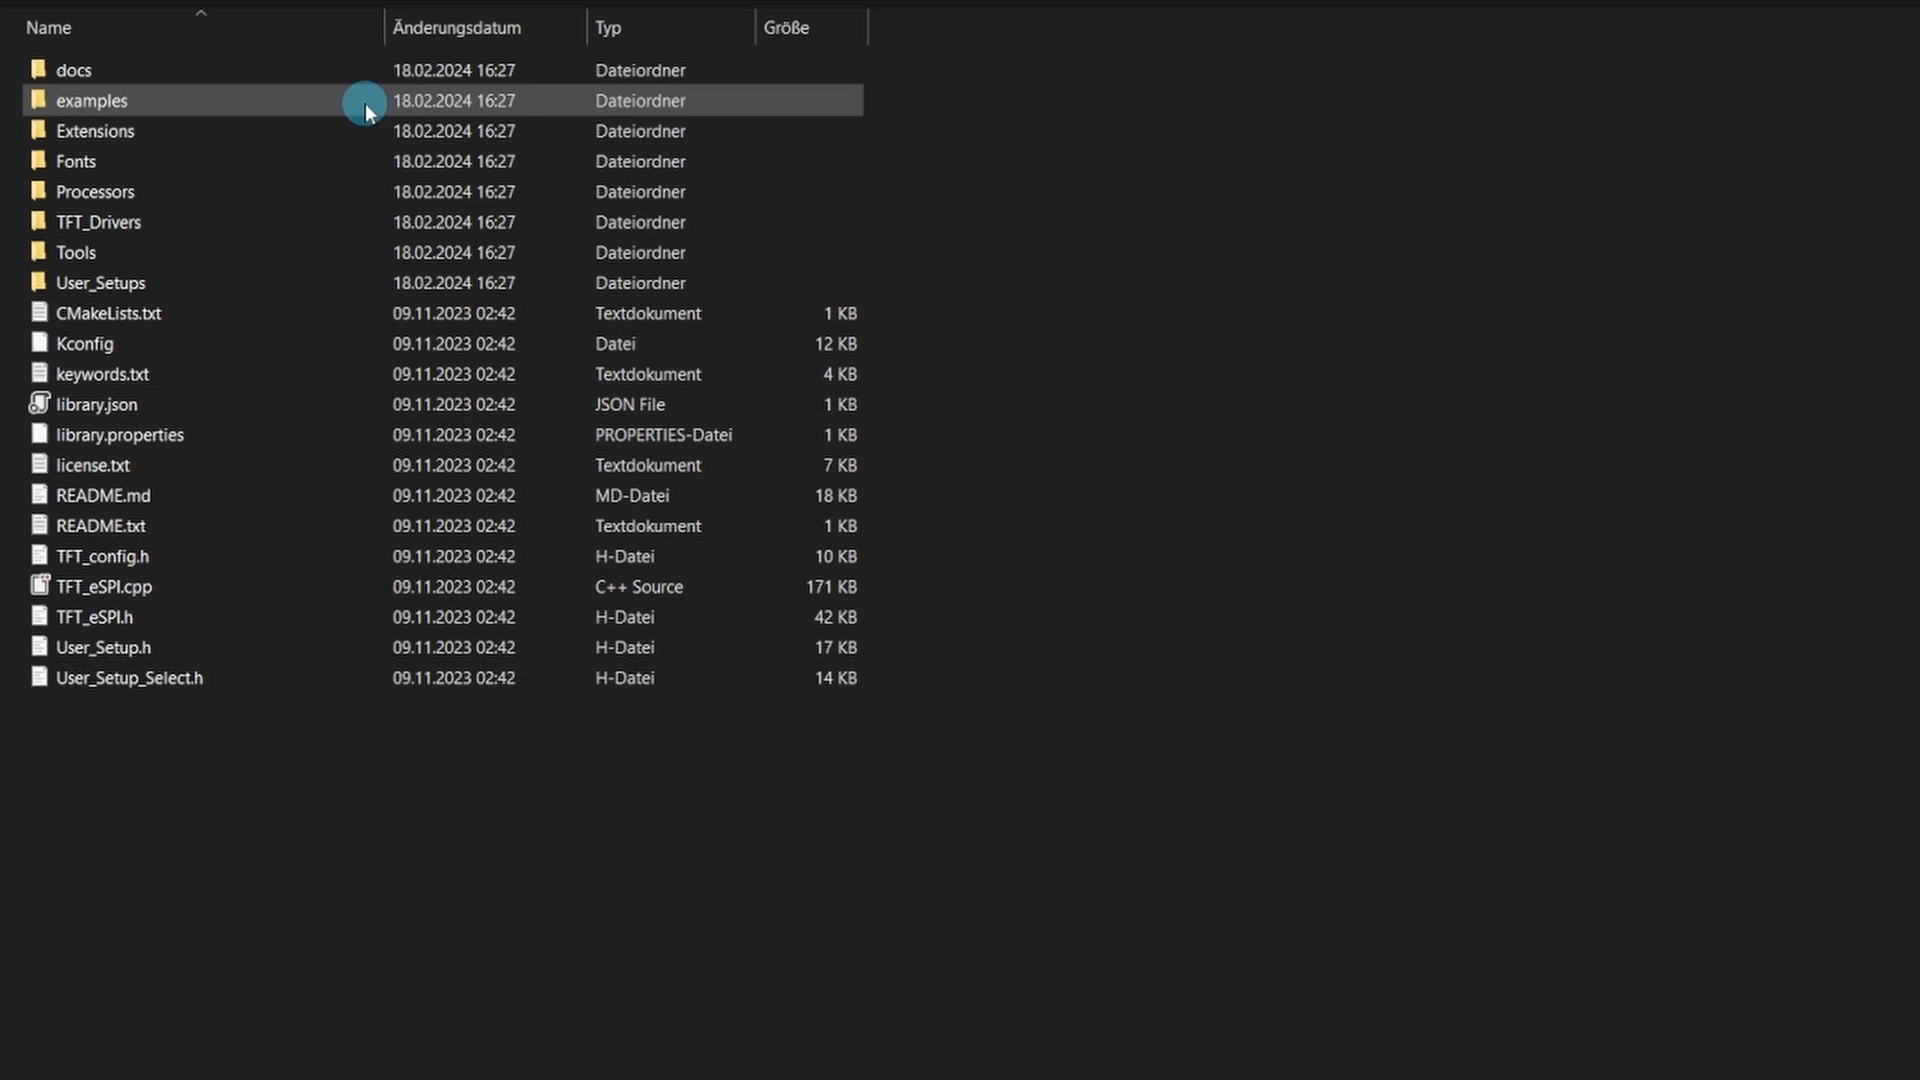 Name Änderungsdatum Typ Größe
docs 18.02.2024 16:27 Dateiordner
examples 18.02.2024 16:27 Dateiordner
Extensions 18.02.2024 16:27 Dateiordner
Fonts 18.02.2024 16:27 Dateiordner
Processors 18.02.2024 16:27 Dateiordner
TFT_Drivers 18.02.2024 16:27 Dateiordner
Tools 18.02.2024 16:27 Dateiordner
User_Setups 18.02.2024 16:27 Dateiordner
CMakeLists.txt 09.11.2023 02:42 Textdokument 1 KB
Kconfig 09.11.2023 02:42 Datei 12 KB
keywords.txt 09.11.2023 02:42 Textdokument 4 KB
library.json 09.11.2023 02:42 JSON File 1 KB
library.properties 09.11.2023 02:42 PROPERTIES-Datei 1 KB
license.txt 09.11.2023 02:42 Textdokument 7 KB
README.md 09.11.2023 02:42 MD-Datei 18 KB
README.txt 09.11.2023 02:42 Textdokument 1 KB
TFT_config.h 09.11.2023 02:42 H-Datei 10 KB
TFT_eSPI.cpp 09.11.2023 02:42 C++ Source 171 KB
TFT_eSPI.h 09.11.2023 02:42 H-Datei 42 KB
User_Setup.h 09.11.2023 02:42 H-Datei 17 KB
User_Setup_Select.h 09.11.2023 02:42 H-Datei 14 KB